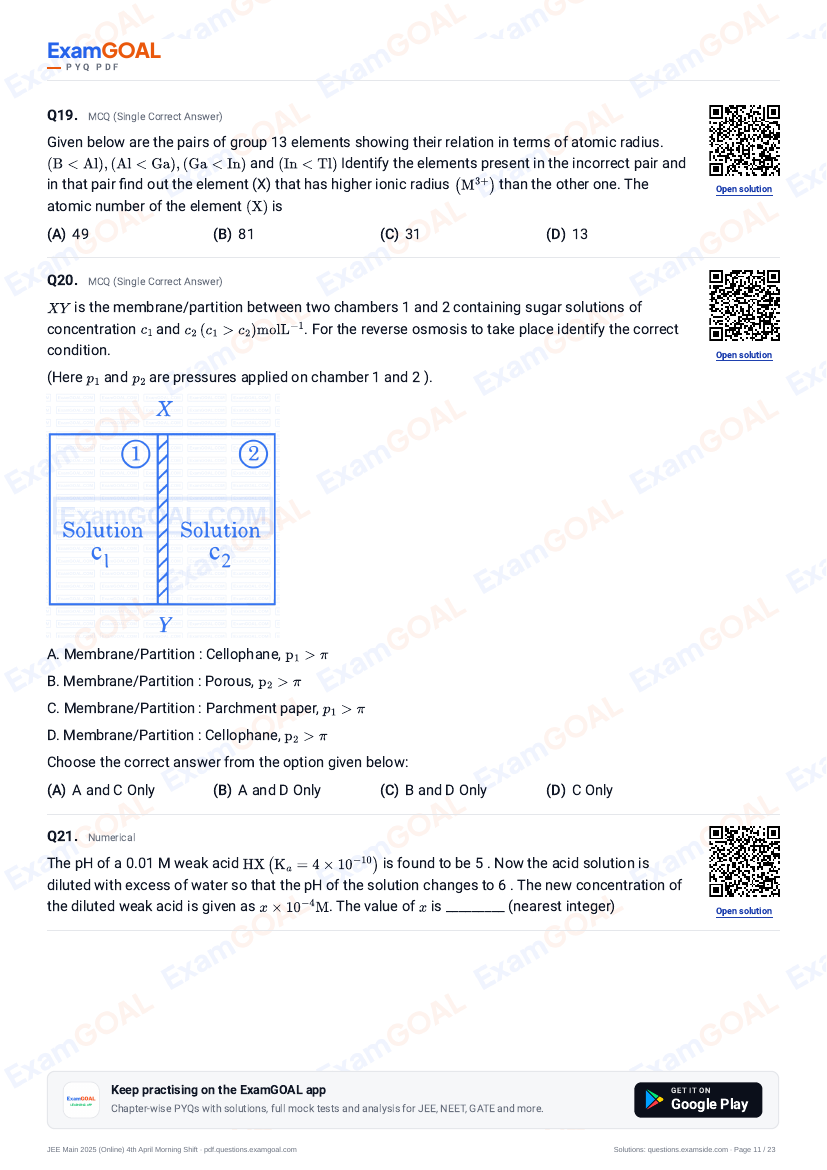 ExamGOAL
PYQ PDF
Q19. MCQ (Single Correct Answer)
Given below are the pairs of group 13 elements showing their relation in terms of atomic radius.
(B < Al), (Al < Ga), (Ga < In) and (In < Tl) Identify the elements present in the incorrect pair and
in that pair find out the element (X) that has higher ionic radius (M³⁺) than the other one. The
atomic number of the element (X) is
Open solution
(A) 49 (B) 81 (C) 31 (D) 13
Q20. MCQ (Single Correct Answer)
XY is the membrane/partition between two chambers 1 and 2 containing sugar solutions of
concentration c₁ and c₂ (c₁ > c₂)molL⁻¹. For the reverse osmosis to take place identify the correct
condition.
Open solution
(Here p₁ and p₂ are pressures applied on chamber 1 and 2 ).
X
1 2
ExamGOAL.COM
Solution Solution
c₁ c₂
Y
A. Membrane/Partition : Cellophane, p₁ > π
B. Membrane/Partition : Porous, p₂ > π
C. Membrane/Partition : Parchment paper, p₁ > π
D. Membrane/Partition : Cellophane, p₂ > π
Choose the correct answer from the option given below:
(A) A and C Only (B) A and D Only (C) B and D Only (D) C Only
Q21. Numerical
The pH of a 0.01 M weak acid HX (Kₐ = 4 × 10⁻¹⁰) is found to be 5 . Now the acid solution is
diluted with excess of water so that the pH of the solution changes to 6 . The new concentration of
the diluted weak acid is given as x × 10⁻⁴M. The value of x is ________ (nearest integer)
Open solution
ExamGOAL
Keep practising on the ExamGOAL app
Chapter-wise PYQs with solutions, full mock tests and analysis for JEE, NEET, GATE and more.
GET IT ON
Google Play
JEE Main 2025 (Online) 4th April Morning Shift · pdf.questions.examgoal.com
Solutions: questions.examside.com · Page 11 / 23